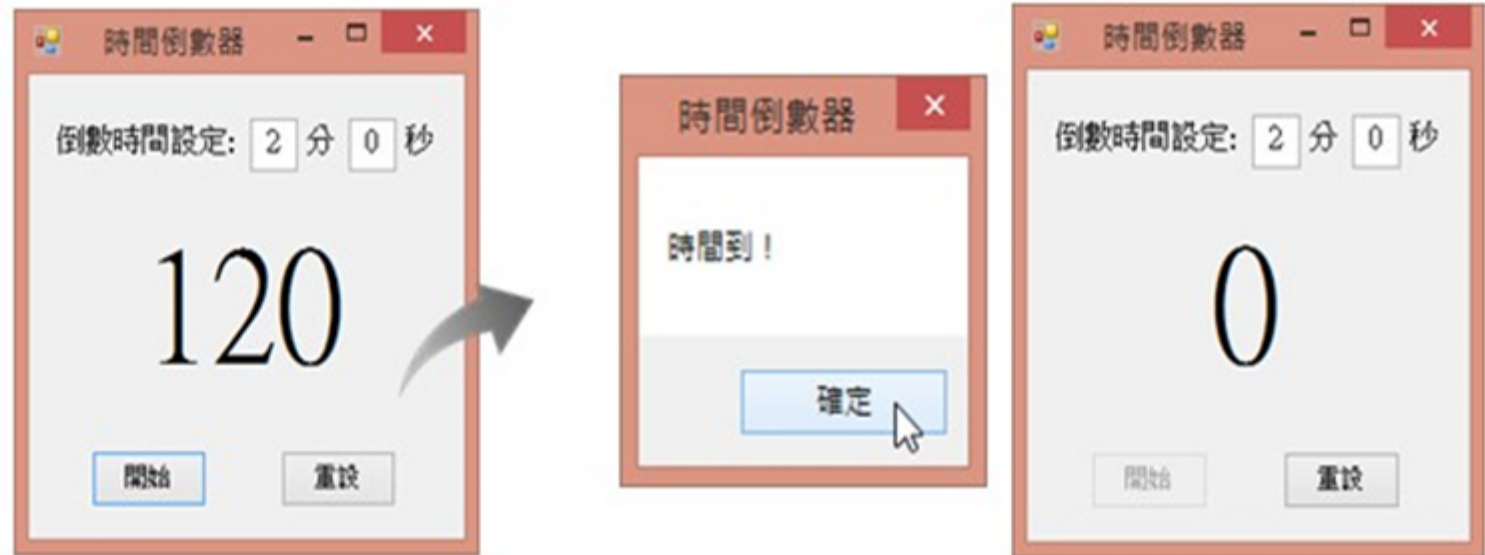 時間倒數器
倒數時間設定: 2 分 0 秒
120
開始 重設
時間倒數器
時間到！
確定
時間倒數器
倒數時間設定: 2 分 0 秒
0
開始 重設